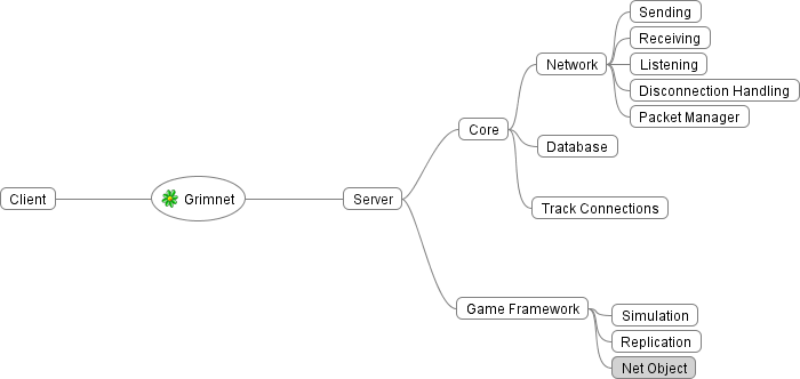 Client
Grimnet
Server
Core
Network
Sending
Receiving
Listening
Disconnection Handling
Packet Manager
Database
Track Connections
Game Framework
Simulation
Replication
Net Object